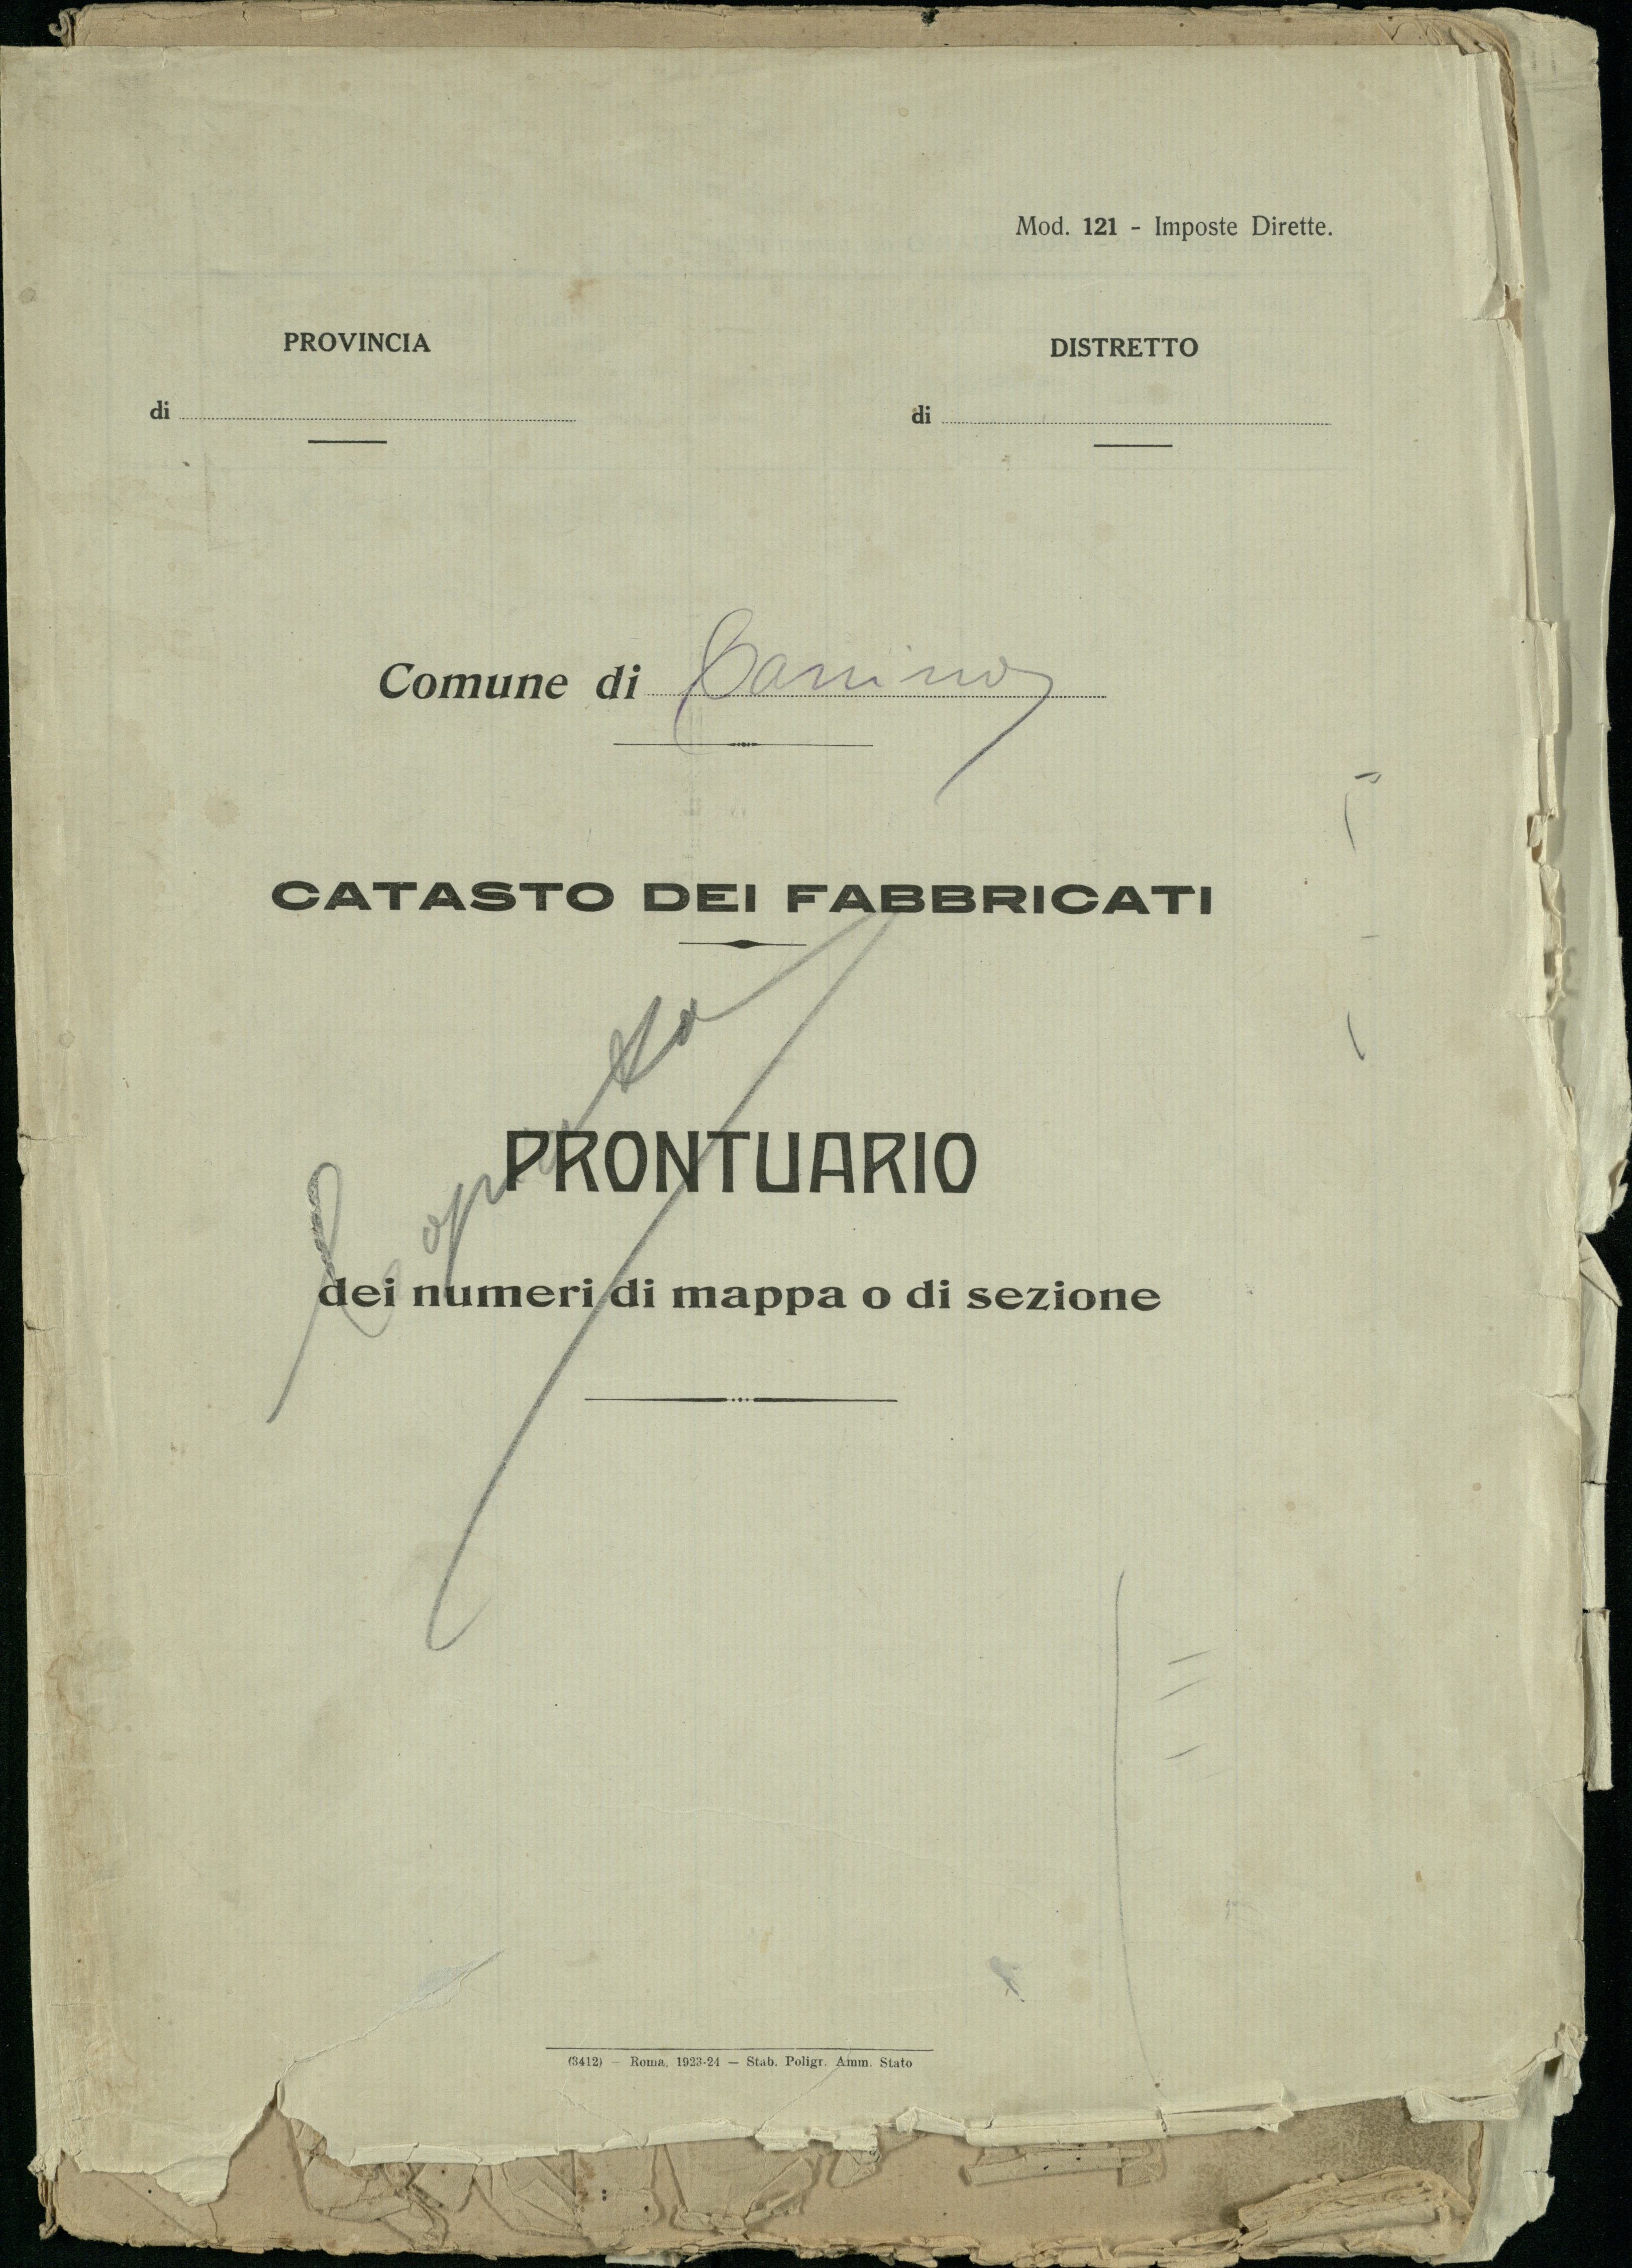 Mod. 121 - Imposte Dirette.
PROVINCIA
di
DISTRETTO
di
Comune di Canino
CATASTO DEI FABBRICATI
PRONTUARIO
dei numeri di mappa o di sezione
(3412) — Roma, 1923-24 — Stab. Poligr. Amm. Stato